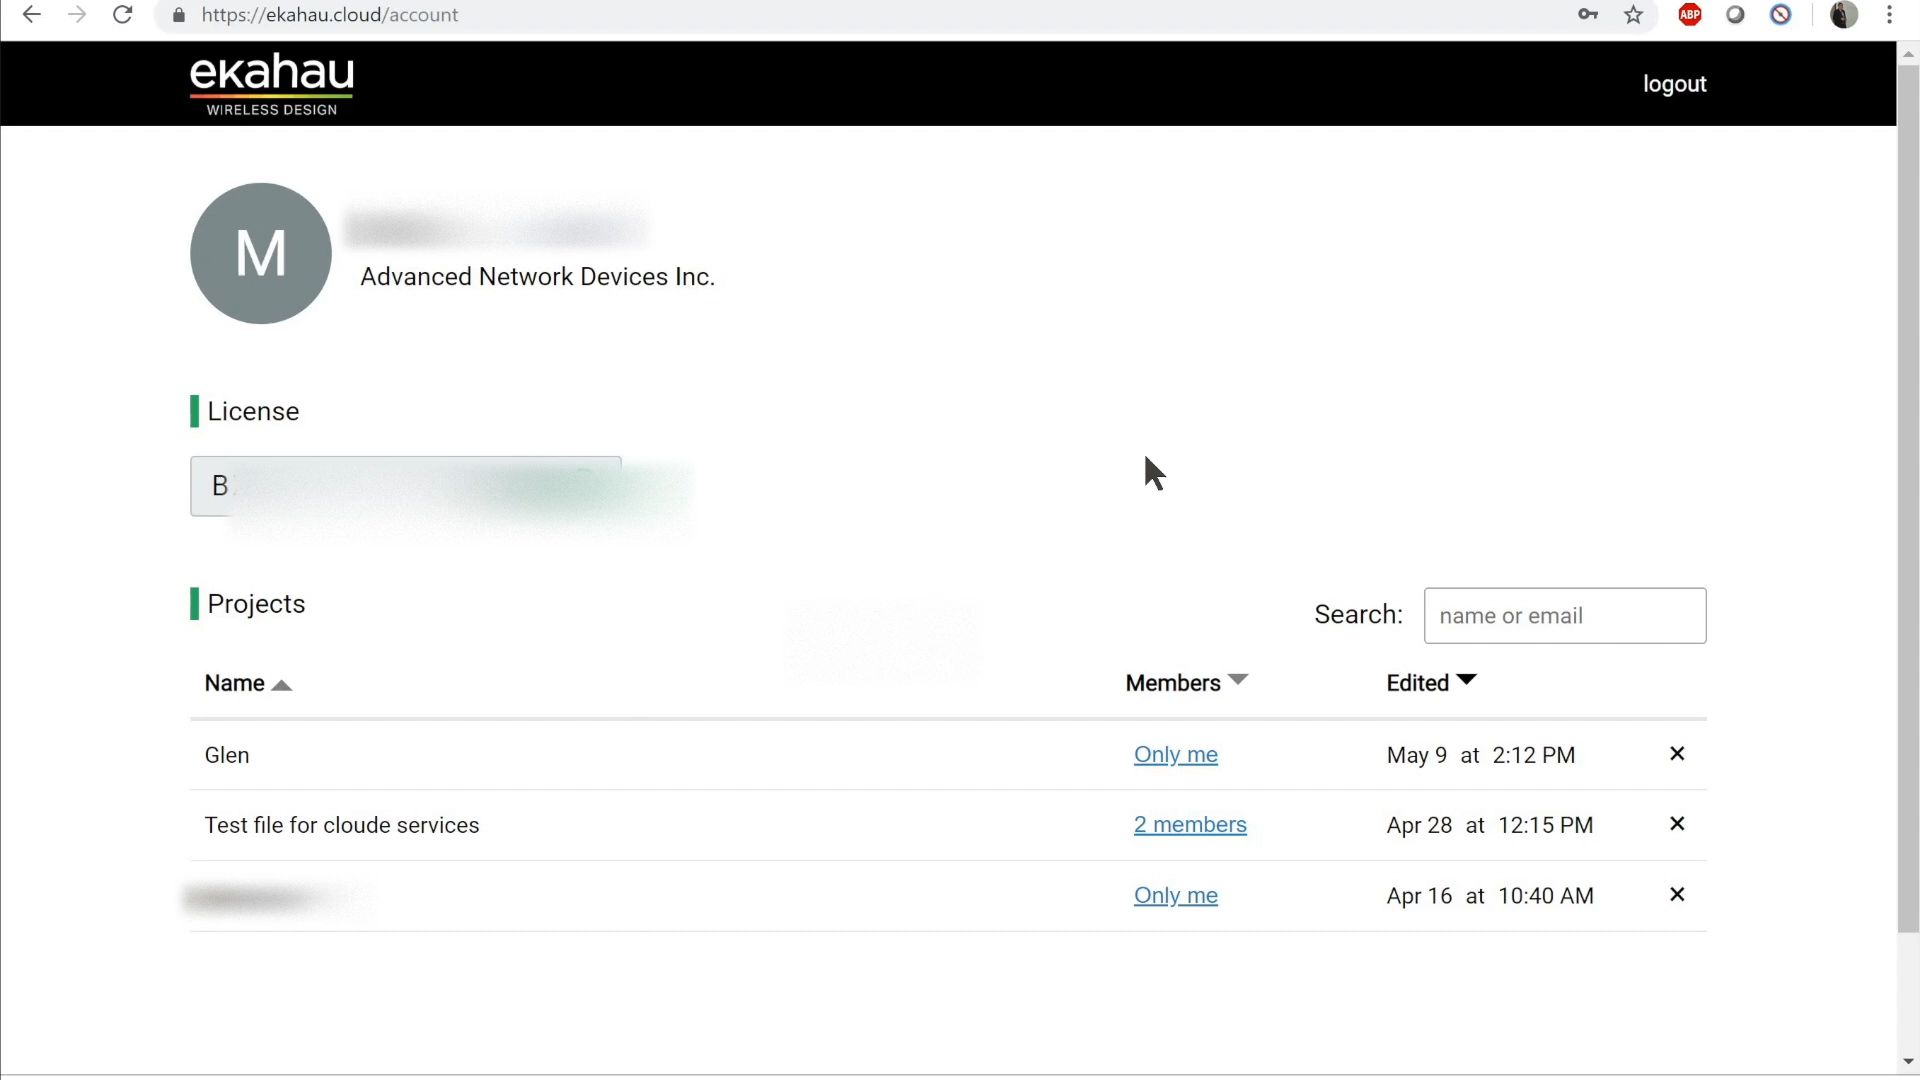 https://ekahau.cloud/account
ABP
ekahau
WIRELESS DESIGN
logout
M
Advanced Network Devices Inc.
License
B
Projects
Search: name or email
Name Members Edited
Glen Only me May 9 at 2:12 PM ×
Test file for cloude services 2 members Apr 28 at 12:15 PM ×
Only me Apr 16 at 10:40 AM ×